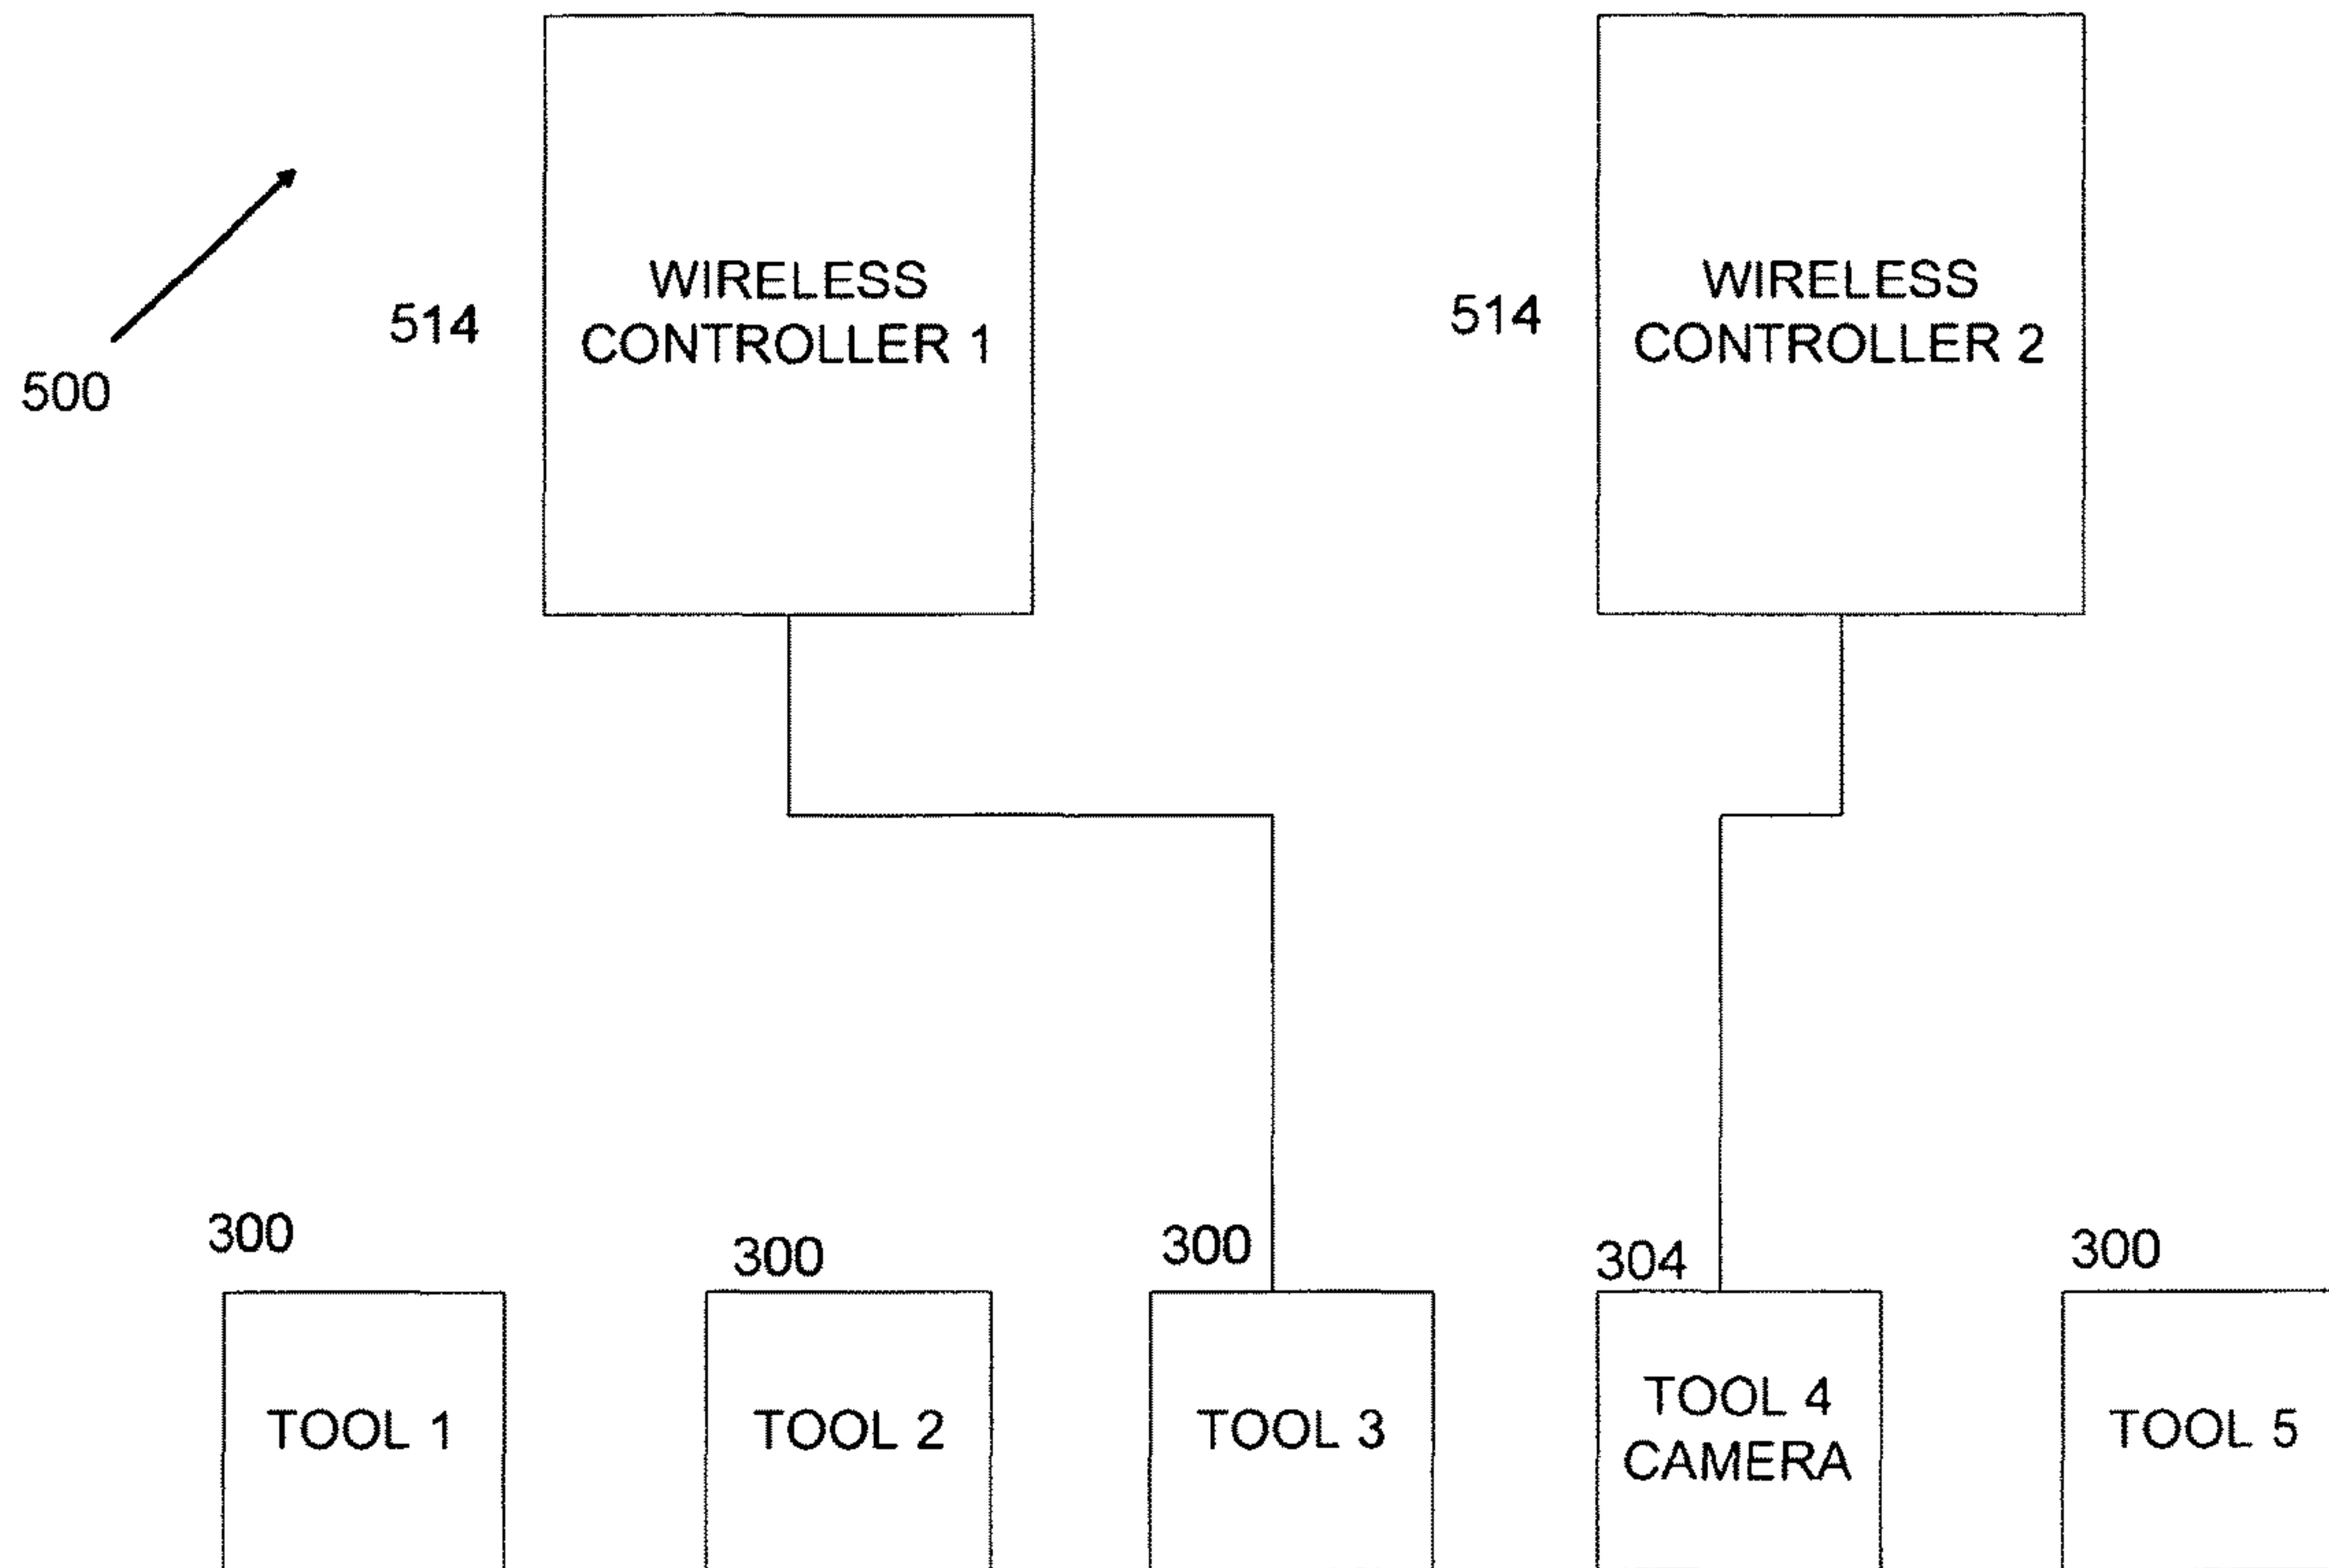 WIRELESS
CONTROLLER 1
514
WIRELESS
CONTROLLER 2
514
500
300
300
300
304
300
TOOL 1
TOOL 2
TOOL 3
TOOL 4
CAMERA
TOOL 5